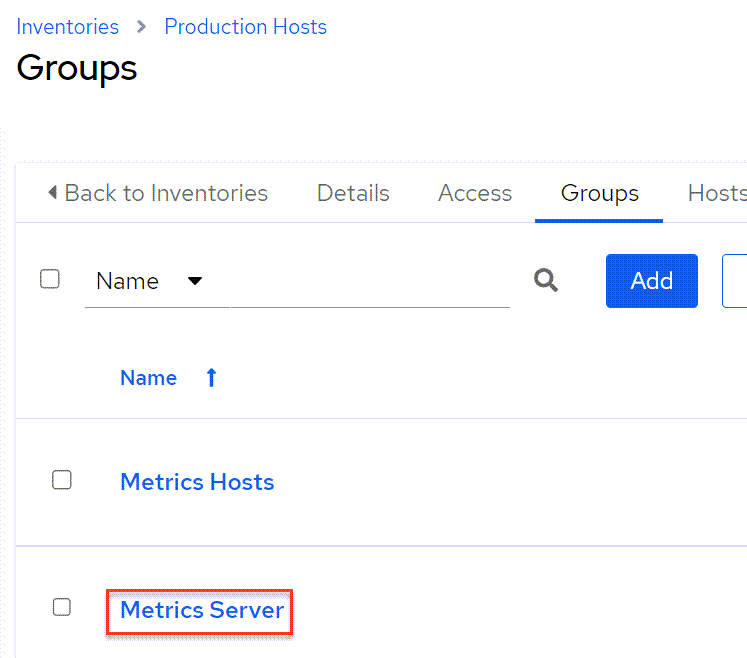 Inventories > Production Hosts
Groups
Back to Inventories Details Access Groups Hosts
Name Add
Name
Metrics Hosts
Metrics Server